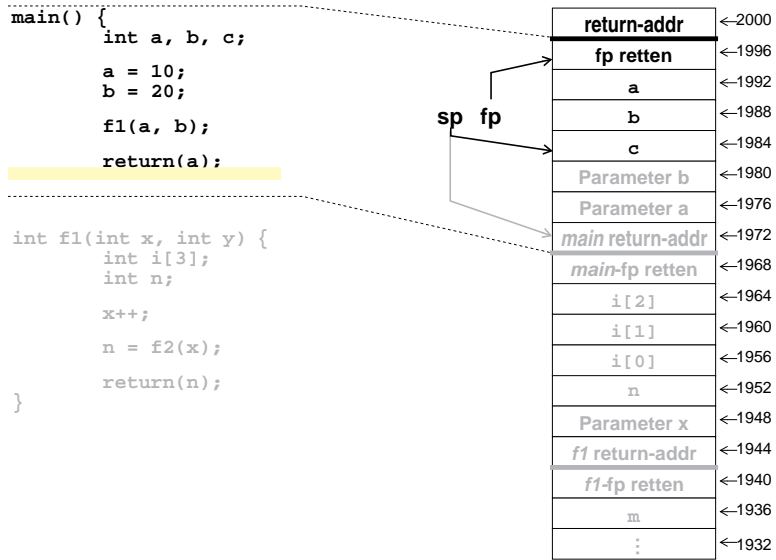 main() {
int a, b, c;
a = 10;
b = 20;
f1(a, b);
return(a);
int f1(int x, int y) {
int i[3];
int n;
x++;
n = f2(x);
return(n);
}
sp fp
return-addr 2000
fp retten 1996
a 1992
b 1988
c 1984
Parameter b 1980
Parameter a 1976
main return-addr 1972
main-fp retten 1968
i[2] 1964
i[1] 1960
i[0] 1956
n 1952
Parameter x 1948
f1 return-addr 1944
f1-fp retten 1940
m 1936
⋮ 1932